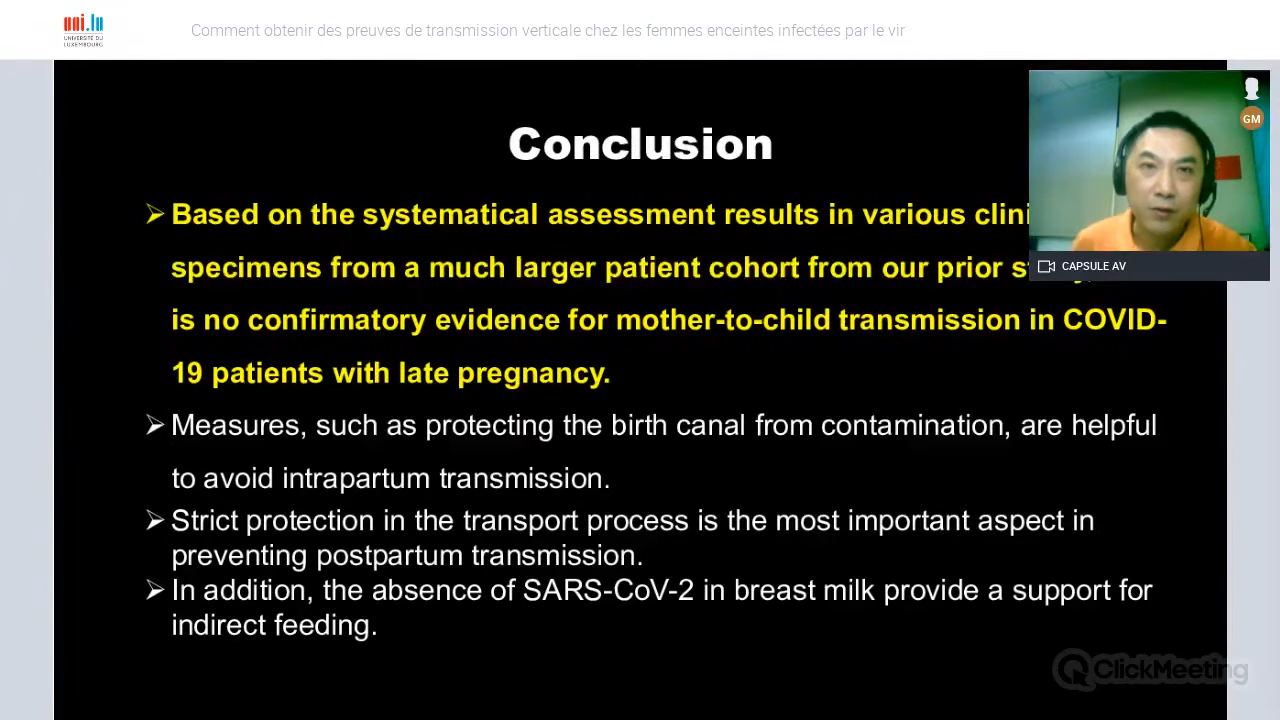 uni.lu
UNIVERSITÉ DU
LUXEMBOURG
Comment obtenir des preuves de transmission verticale chez les femmes enceintes infectées par le vir
GM
CAPSULE AV
Conclusion
➢ Based on the systematical assessment results in various clini
specimens from a much larger patient cohort from our prior
is no confirmatory evidence for mother-to-child transmission in COVID-
19 patients with late pregnancy.
➢ Measures, such as protecting the birth canal from contamination, are helpful
to avoid intrapartum transmission.
➢ Strict protection in the transport process is the most important aspect in
preventing postpartum transmission.
➢ In addition, the absence of SARS-CoV-2 in breast milk provide a support for
indirect feeding.
ClickMeeting